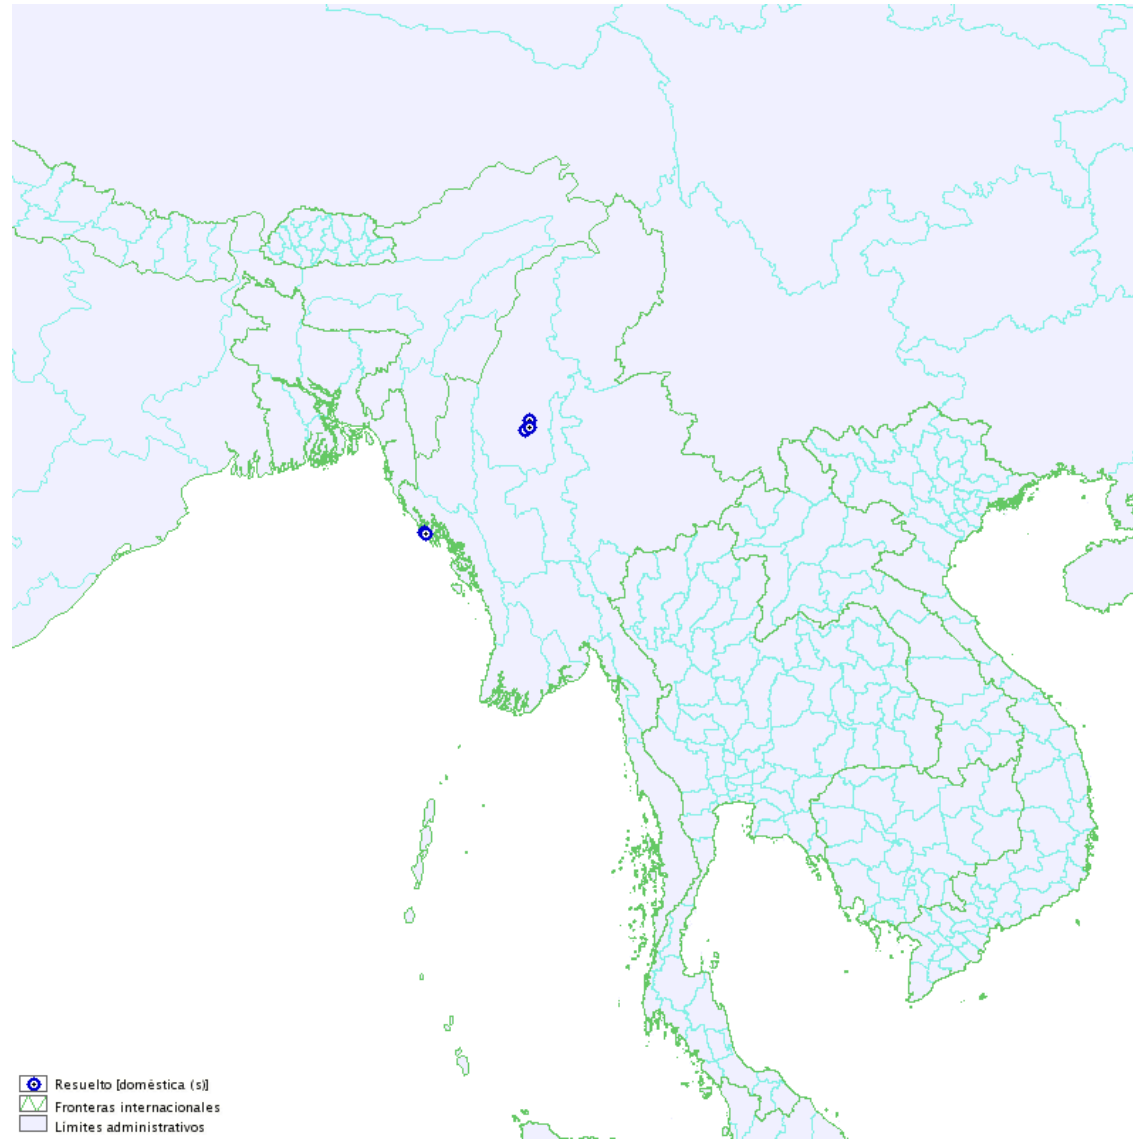 Resuelto [doméstica (s)]
Fronteras internacionales
Límites administrativos